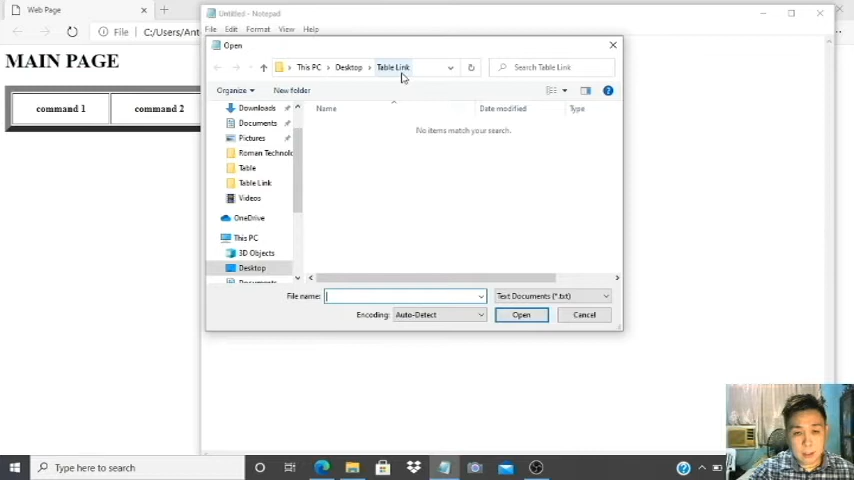 Web Page
Untitled - Notepad
File
C:/Users/Ant
File Edit Format View Help
MAIN PAGE
command 1 command 2
Open
This PC > Desktop > Table Link
Search Table Link
Organize
New folder
Name
Date modified
Type
No items match your search.
Downloads
Documents
Pictures
Roman Technolo
Table
Table Link
Videos
OneDrive
This PC
3D Objects
Desktop
File name:
Text Documents (*.txt)
Encoding:
Auto-Detect
Open
Cancel
Type here to search